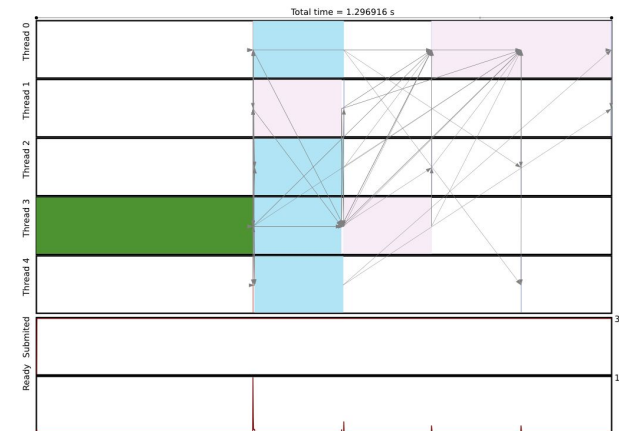 Total time = 1.296916 s
Thread 0
Thread 1
Thread 2
Thread 3
Thread 4
Submited
3
Ready
1